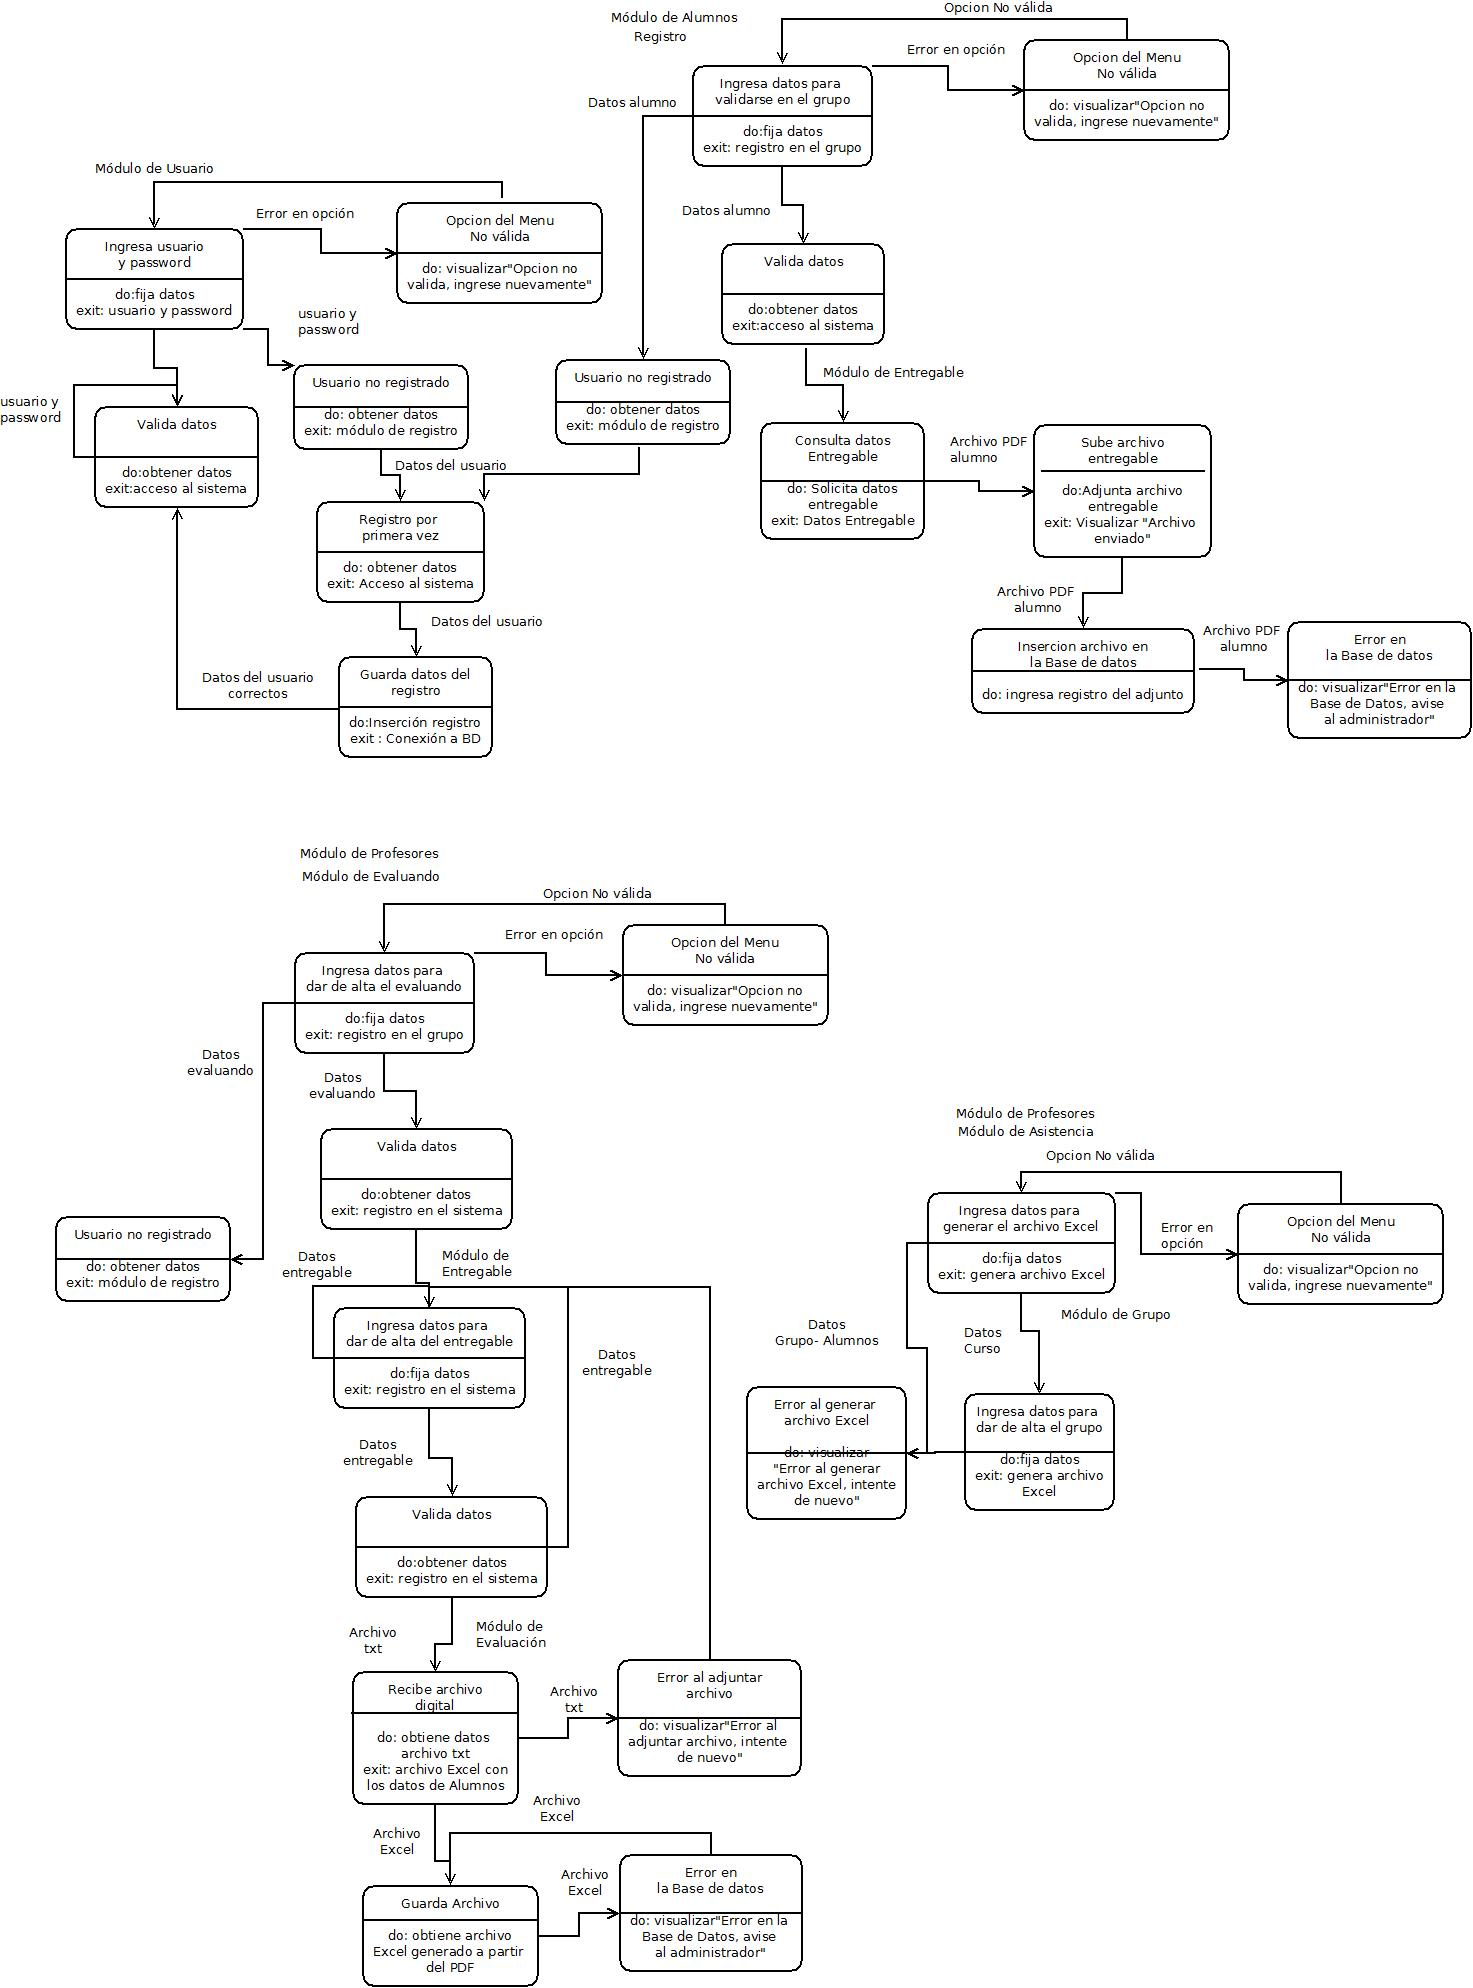 Opcion No válida
Módulo de Alumnos
Registro
Error en opción
Opcion del Menu
No válida
do: visualizar"Opcion no
valida, ingrese nuevamente"
Ingresa datos para
validarse en el grupo
do:fija datos
exit: registro en el grupo
Datos alumno
Módulo de Usuario
Error en opción
Opcion del Menu
No válida
do: visualizar"Opcion no
valida, ingrese nuevamente"
Ingresa usuario
y password
do:fija datos
exit: usuario y password
Datos alumno
Valida datos
do:obtener datos
exit:acceso al sistema
usuario y
password
Usuario no registrado
do: obtener datos
exit: módulo de registro
Usuario no registrado
do: obtener datos
exit: módulo de registro
Módulo de Entregable
usuario y
password
Valida datos
do:obtener datos
exit:acceso al sistema
Datos del usuario
Consulta datos
Entregable
do: Solicita datos
entregable
exit: Datos Entregable
Archivo PDF
alumno
Sube archivo
entregable
do:Adjunta archivo
entregable
exit: Visualizar "Archivo
enviado"
Registro por
primera vez
do: obtener datos
exit: Acceso al sistema
Datos del usuario
Archivo PDF
alumno
Insercion archivo en
la Base de datos
do: ingresa registro del adjunto
Archivo PDF
alumno
Error en
la Base de datos
do: visualizar"Error en la
Base de Datos, avise
al administrador"
Datos del usuario
correctos
Guarda datos del
registro
do:Inserción registro
exit : Conexión a BD
Módulo de Profesores
Módulo de Evaluando
Opcion No válida
Error en opción
Opcion del Menu
No válida
do: visualizar"Opcion no
valida, ingrese nuevamente"
Ingresa datos para
dar de alta el evaluando
do:fija datos
exit: registro en el grupo
Datos
evaluando
Datos
evaluando
Valida datos
do:obtener datos
exit: registro en el sistema
Usuario no registrado
do: obtener datos
exit: módulo de registro
Datos
entregable
Módulo de
Entregable
Ingresa datos para
dar de alta del entregable
do:fija datos
exit: registro en el sistema
Datos
entregable
Datos
entregable
Valida datos
do:obtener datos
exit: registro en el sistema
Archivo
txt
Módulo de
Evaluación
Recibe archivo
digital
do: obtiene datos
archivo txt
exit: archivo Excel con
los datos de Alumnos
Archivo
txt
Error al adjuntar
archivo
do: visualizar"Error al
adjuntar archivo, intente
de nuevo"
Archivo
Excel
Archivo
Excel
Archivo
Excel
Error en
la Base de datos
do: visualizar"Error en la
Base de Datos, avise
al administrador"
Guarda Archivo
do: obtiene archivo
Excel generado a partir
del PDF
Módulo de Profesores
Módulo de Asistencia
Opcion No válida
Ingresa datos para
generar el archivo Excel
do:fija datos
exit: genera archivo Excel
Error en
opción
Opcion del Menu
No válida
do: visualizar"Opcion no
valida, ingrese nuevamente"
Módulo de Grupo
Datos
Grupo- Alumnos
Datos
Curso
Error al generar
archivo Excel
do: visualizar
"Error al generar
archivo Excel, intente
de nuevo"
Ingresa datos para
dar de alta el grupo
do:fija datos
exit: genera archivo
Excel